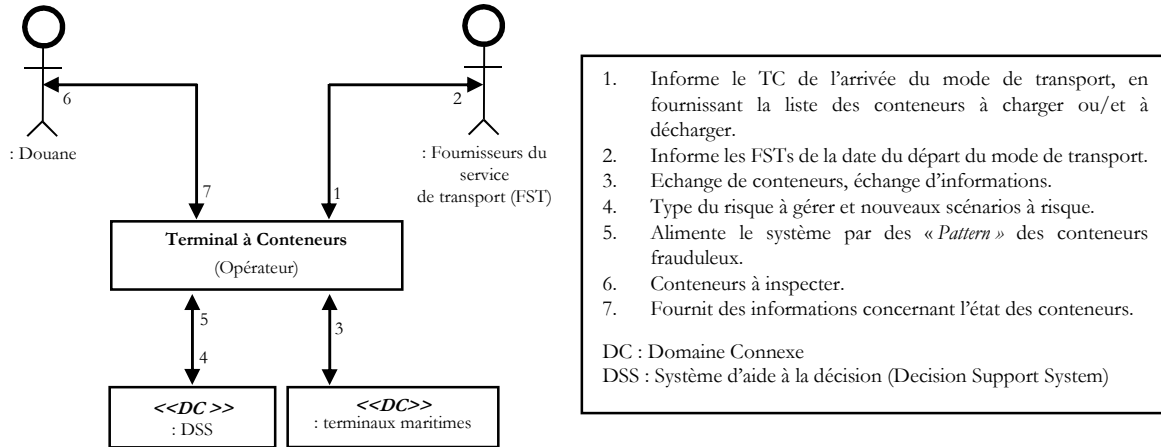 6
2
: Douane
: Fournisseurs du
service
de transport (FST)
7
1
Terminal à Conteneurs
(Opérateur)
5
3
4
<<DC >>
: DSS
<<DC>>
: terminaux maritimes
1. Informe le TC de l’arrivée du mode de transport, en
fournissant la liste des conteneurs à charger ou/et à
décharger.
2. Informe les FSTs de la date du départ du mode de transport.
3. Echange de conteneurs, échange d’informations.
4. Type du risque à gérer et nouveaux scénarios à risque.
5. Alimente le système par des « Pattern » des conteneurs
frauduleux.
6. Conteneurs à inspecter.
7. Fournit des informations concernant l’état des conteneurs.
DC : Domaine Connexe
DSS : Système d’aide à la décision (Decision Support System)